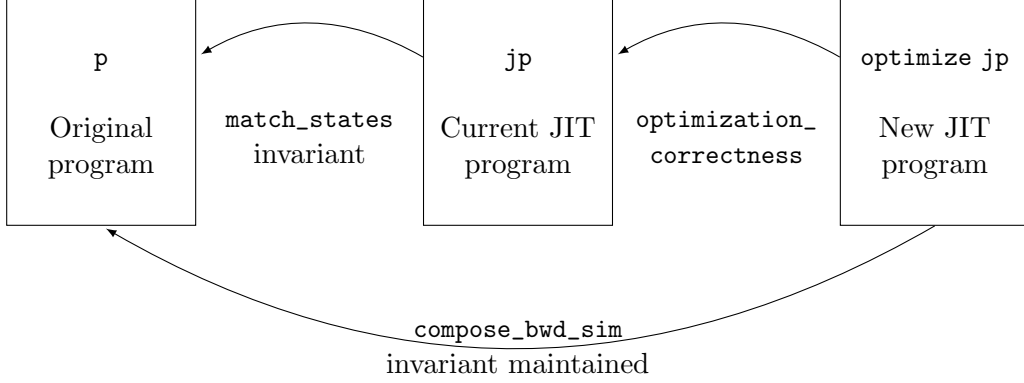 p
Original
program
match_states
invariant
jp
Current JIT
program
optimization_
correctness
optimize jp
New JIT
program
compose_bwd_sim
invariant maintained